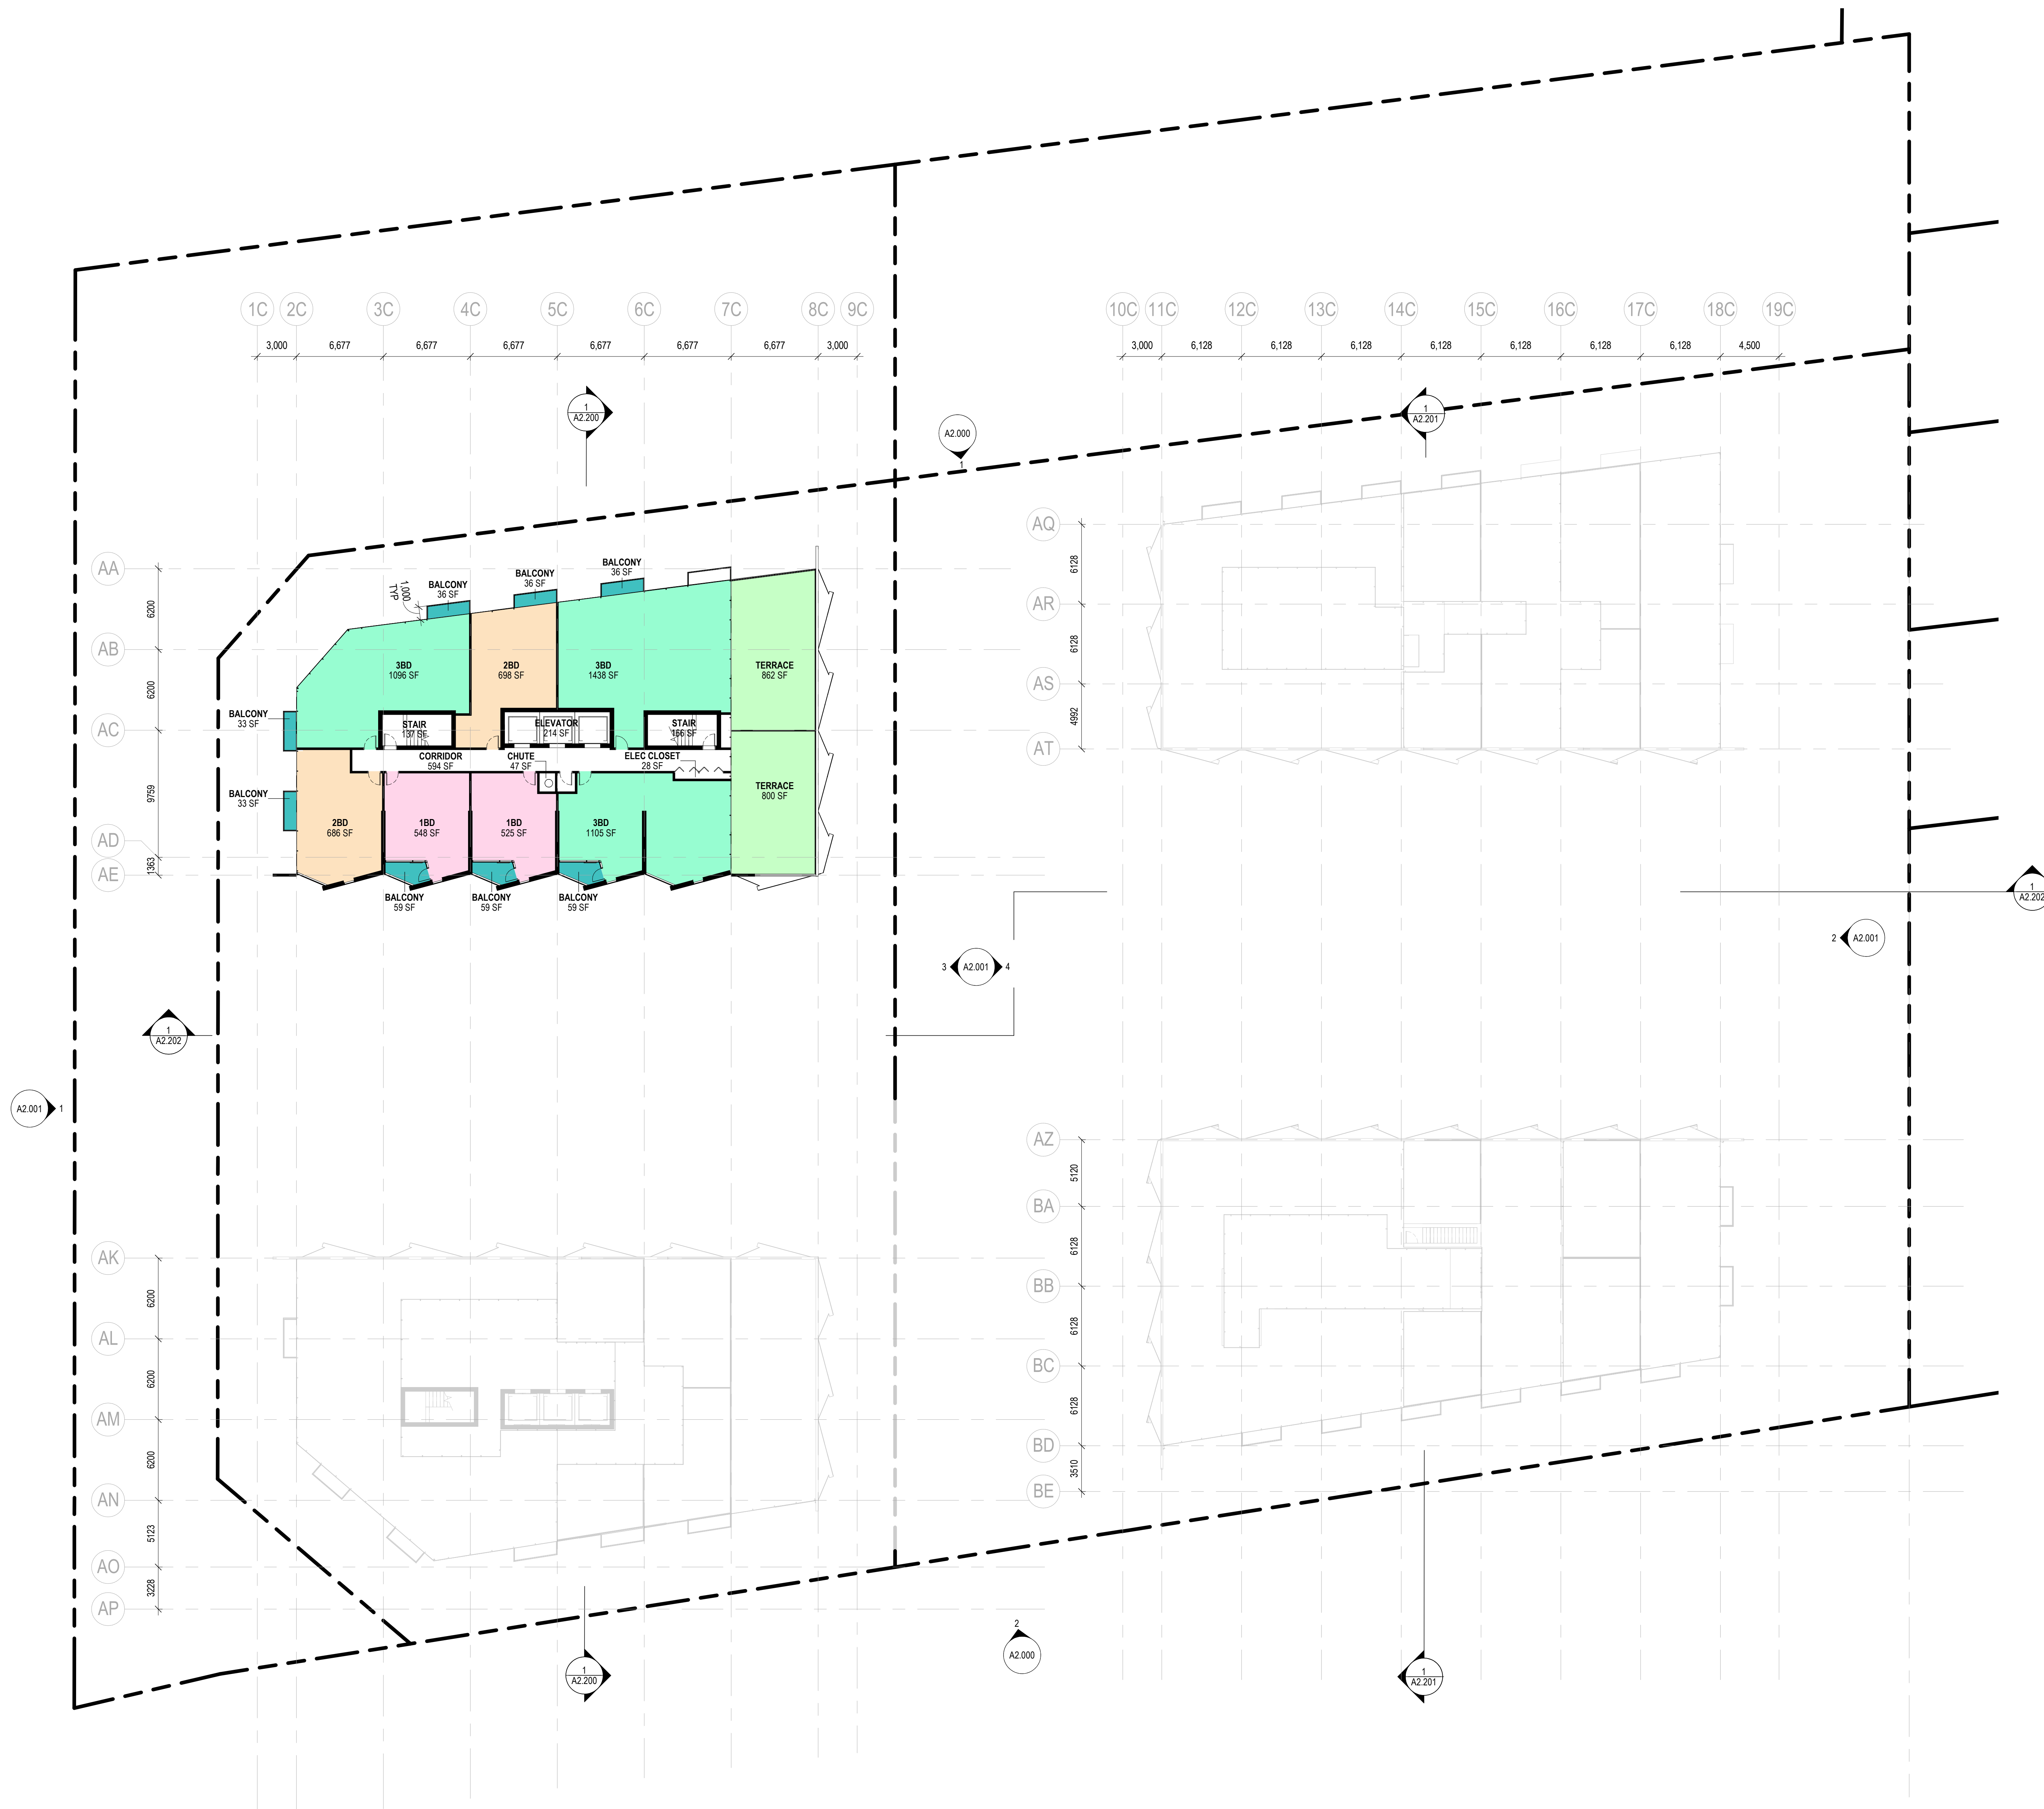 1C 2C 3C 4C 5C 6C 7C 8C 9C
10C 11C 12C 13C 14C 15C 16C 17C 18C 19C
3,000 6,677 6,677 6,677 6,677 6,677 6,677 3,000
3,000 6,128 6,128 6,128 6,128 6,128 6,128 6,128 4,500
1
A2.200
A2.000
1
1
A2.201
AA
AB
AC
AD
AE
6200
6200
9759
1363
BALCONY
36 SF
BALCONY
36 SF
BALCONY
36 SF
1,000
TYP
3BD
1096 SF
2BD
698 SF
3BD
1438 SF
TERRACE
862 SF
BALCONY
33 SF
STAIR
137 SF
ELEVATOR
214 SF
STAIR
166 SF
CORRIDOR
594 SF
CHUTE
47 SF
ELEC CLOSET
28 SF
BALCONY
33 SF
TERRACE
800 SF
2BD
686 SF
1BD
548 SF
1BD
525 SF
3BD
1105 SF
BALCONY
59 SF
BALCONY
59 SF
BALCONY
59 SF
AQ
AR
AS
AT
6128
6128
4992
1
A2.202
2 A2.001
3 A2.001 4
1
A2.202
A2.001 1
AZ
BA
BB
BC
BD
BE
5120
6128
6128
6128
3510
AK
AL
AM
AN
AO
AP
6200
6200
6200
5123
3228
2
A2.000
1
A2.200
1
A2.201